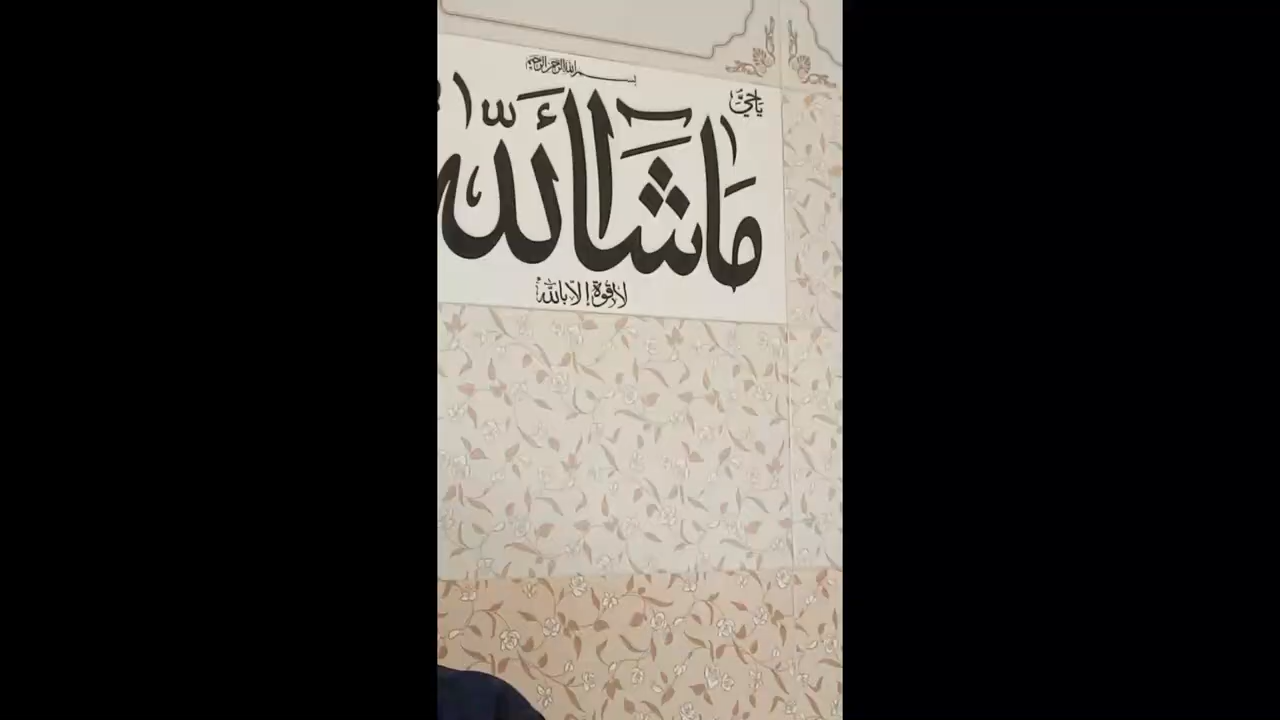 بسم الله الرحمن الرحيم
يا حيُّ
ما شاء الله
لا قوة إلا بالله